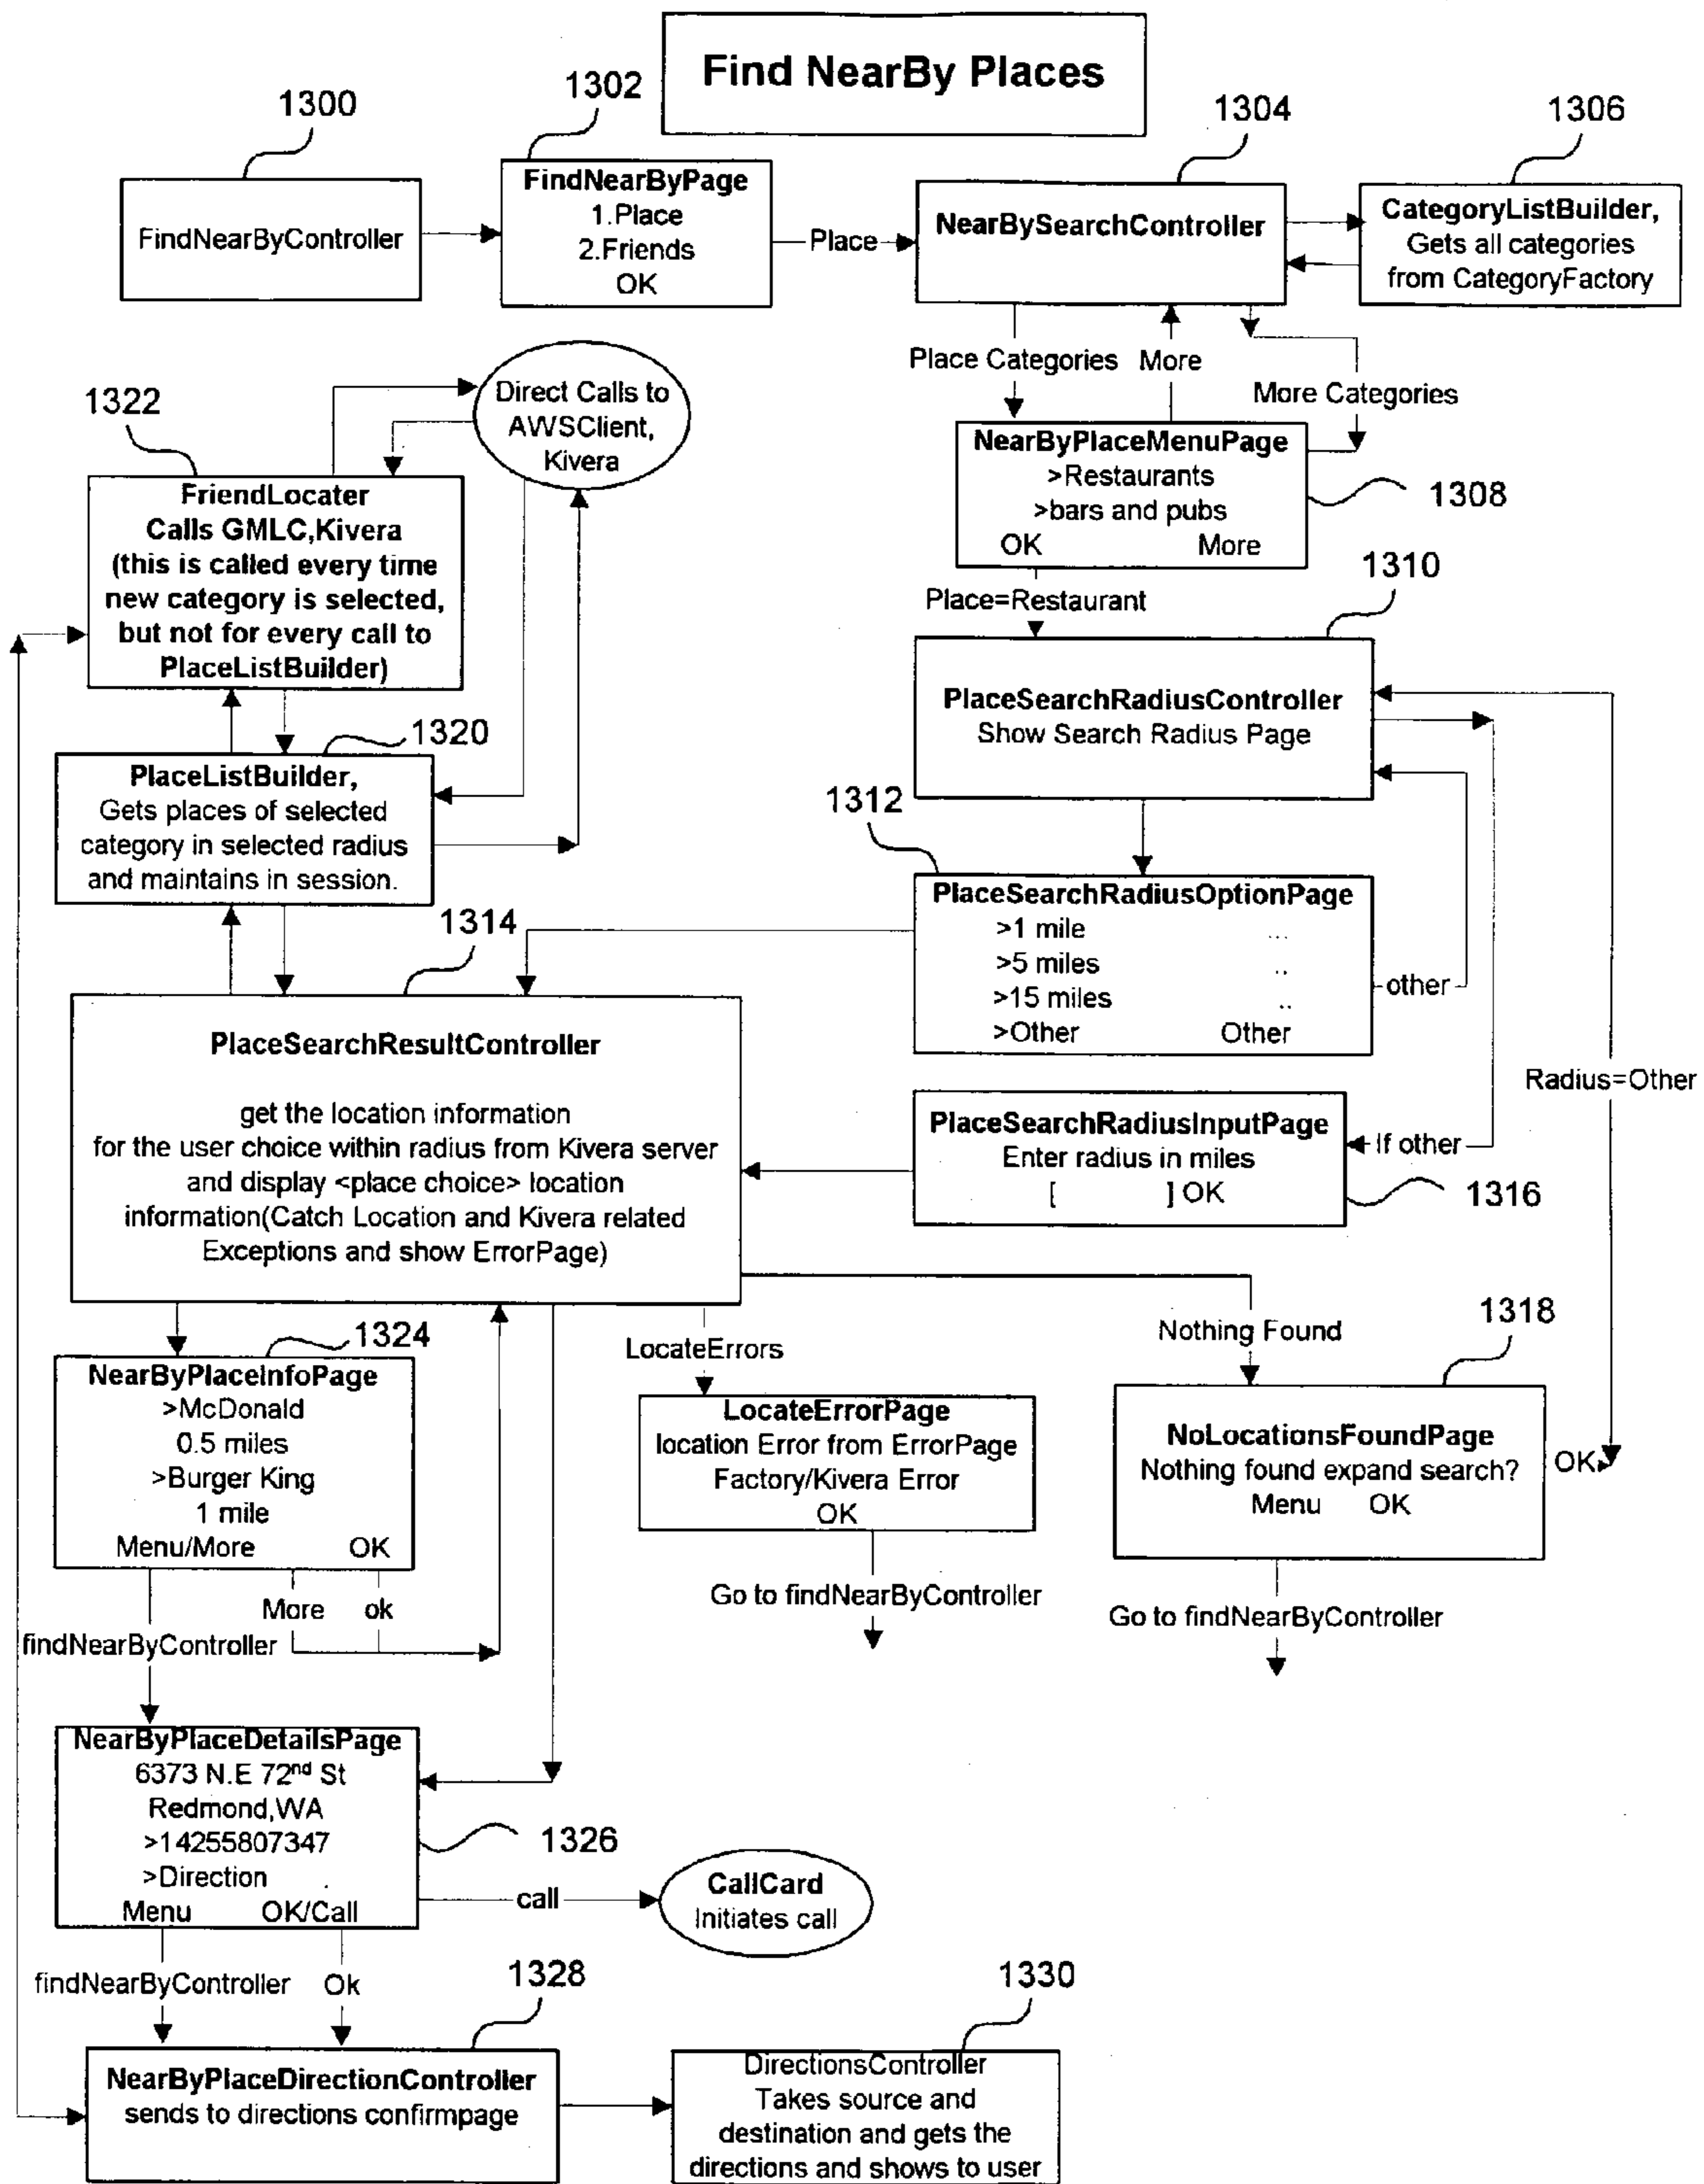 Find NearBy Places
1300
1302
1304
1306
FindNearByController
FindNearByPage
1.Place
2.Friends
OK
Place
NearBySearchController
CategoryListBuilder,
Gets all categories
from CategoryFactory
Place Categories
More
More Categories
Direct Calls to
AWSClient,
Kivera
1322
FriendLocater
Calls GMLC,Kivera
(this is called every time
new category is selected,
but not for every call to
PlaceListBuilder)
NearByPlaceMenuPage
>Restaurants
>bars and pubs
OK More
1308
1310
Place=Restaurant
PlaceSearchRadiusController
Show Search Radius Page
1320
PlaceListBuilder,
Gets places of selected
category in selected radius
and maintains in session.
1312
PlaceSearchRadiusOptionPage
>1 mile ...
>5 miles ..
>15 miles ..
>Other Other
other
Radius=Other
1314
PlaceSearchResultController
get the location information
for the user choice within radius from Kivera server
and display <place choice> location
information(Catch Location and Kivera related
Exceptions and show ErrorPage)
PlaceSearchRadiusInputPage
Enter radius in miles
[ ] OK
If other
1316
1324
LocateErrors
Nothing Found
1318
NearByPlaceInfoPage
>McDonald
0.5 miles
>Burger King
1 mile
Menu/More OK
LocateErrorPage
location Error from ErrorPage
Factory/Kivera Error
OK
NoLocationsFoundPage
Nothing found expand search?
Menu OK
OK
More ok
findNearByController
Go to findNearByController
Go to findNearByController
NearByPlaceDetailsPage
6373 N.E 72nd St
Redmond,WA
>14255807347
>Direction
Menu OK/Call
1326
call
CallCard
Initiates call
findNearByController Ok
1328
1330
NearByPlaceDirectionController
sends to directions confirmpage
DirectionsController
Takes source and
destination and gets the
directions and shows to user